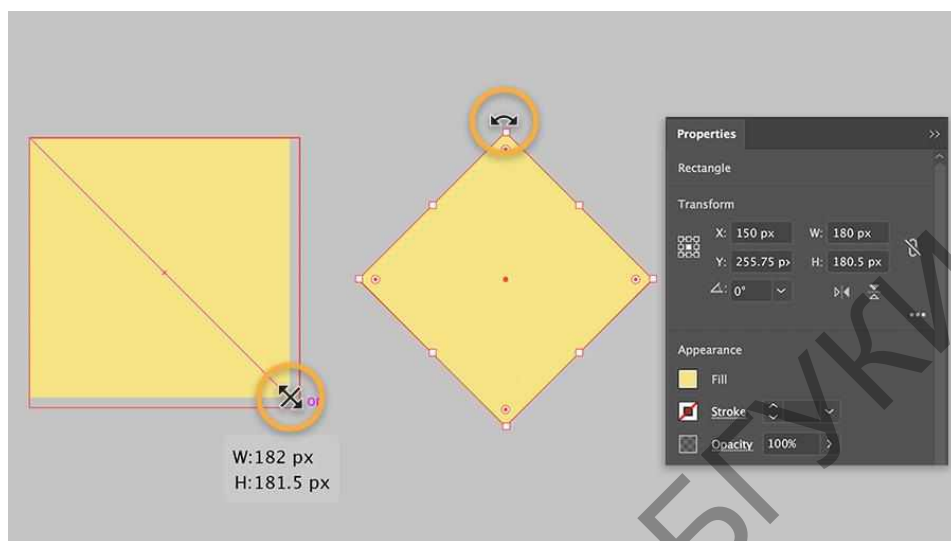 or
W:182 px
H:181.5 px
Properties
Rectangle
Transform
X: 150 px W: 180 px
Y: 255.75 p> H: 180.5 px
0°
Appearance
Fill
Stroke
Opacity 100%
БГУКИ